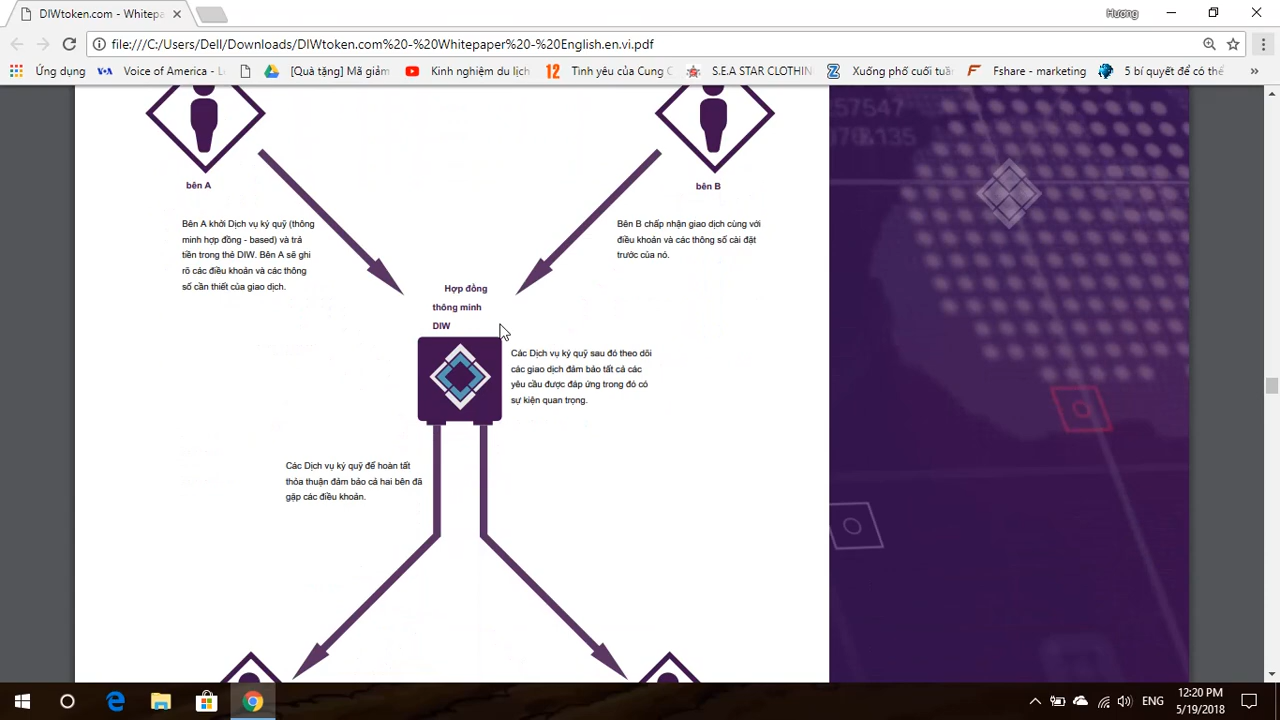 DIWtoken.com - Whitepa
Hương
file:///C:/Users/Dell/Downloads/DIWtoken.com%20-%20Whitepaper%20-%20English.en.vi.pdf
Ứng dụng
VOA
Voice of America - L
[Quà tặng] Mã giảm
Kinh nghiệm du lịch
12
Tình yêu của Cung
S.E.A STAR CLOTHIN
Z
Xuống phố cuối tuần
F
Fshare - marketing
5 bí quyết để có thể
»
257547
135
bên A
bên B
Bên A khởi Dịch vụ ký quỹ (thông
minh hợp đồng - based) và trả
tiền trong thẻ DIW. Bên A sẽ ghi
rõ các điều khoản và các thông
số cần thiết của giao dịch.
Bên B chấp nhận giao dịch cùng với
điều khoản và các thông số cài đặt
trước của nó.
Hợp đồng
thông minh
DIW
Các Dịch vụ ký quỹ sau đó theo dõi
các giao dịch đảm bảo tất cả các
yêu cầu được đáp ứng trong đó có
sự kiện quan trọng.
Các Dịch vụ ký quỹ để hoàn tất
thỏa thuận đảm bảo cả hai bên đã
gặp các điều khoản.
ENG
12:20 PM
5/19/2018